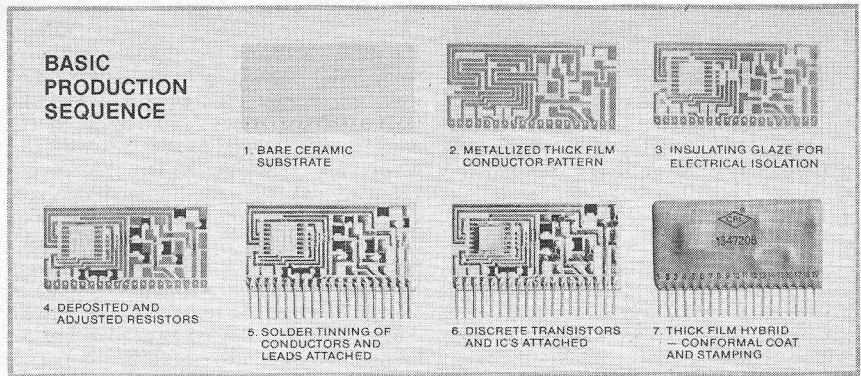 BASIC
PRODUCTION
SEQUENCE
1. BARE CERAMIC
SUBSTRATE
2. METALLIZED THICK FILM
CONDUCTOR PATTERN
3. INSULATING GLAZE FOR
ELECTRICAL ISOLATION
4. DEPOSITED AND
ADJUSTED RESISTORS
5. SOLDER TINNING OF
CONDUCTORS AND
LEADS ATTACHED
6. DISCRETE TRANSISTORS
AND IC'S ATTACHED
1347206
7. THICK FILM HYBRID
— CONFORMAL COAT
AND STAMPING